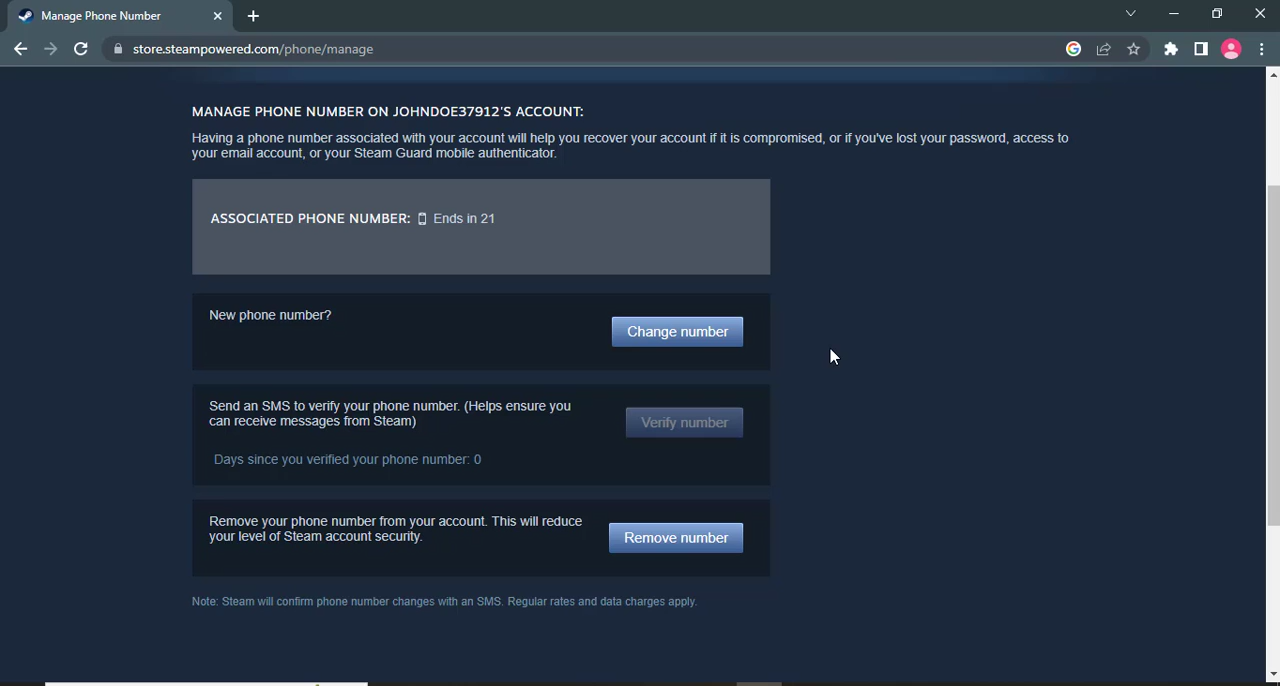 Manage Phone Number
store.steampowered.com/phone/manage
MANAGE PHONE NUMBER ON JOHNDOE37912'S ACCOUNT:
Having a phone number associated with your account will help you recover your account if it is compromised, or if you've lost your password, access to
your email account, or your Steam Guard mobile authenticator.
ASSOCIATED PHONE NUMBER: Ends in 21
New phone number?
Change number
Send an SMS to verify your phone number. (Helps ensure you
can receive messages from Steam)
Verify number
Days since you verified your phone number: 0
Remove your phone number from your account. This will reduce
your level of Steam account security.
Remove number
Note: Steam will confirm phone number changes with an SMS. Regular rates and data charges apply.